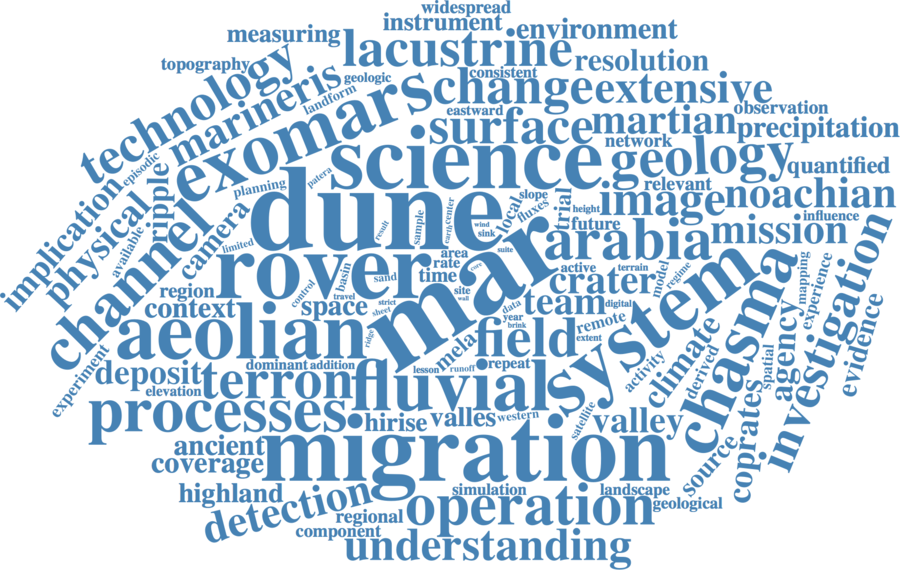 widespread
instrument
environment
measuring
lacustrine
resolution
topography
technology
geologic
consistent
marineris
landform
exomars
change
extensive
eastward
observation
surface
martian
precipitation
network
episodic
science
geology
quantified
implication
physical
ripple
planning
patera
dune
slope
local
fluxes
trial
relevant
image
noachian
available
channel
camera
limited
result
sample
center
earth
wind
sink
height
future
influence
mission
arabia
rover
mars
area
rate
time
suite
core
active
terrain
model
regime
chasma
mapping
experience
investigation
region
context
control
basin
travel
sand
space
strict
sheet
site
wall
data
year
brink
crater
team
digital
remote
extent
system
climate
derived
spatial
agency
evidence
aeolian
ridge
mela
field
activity
experiment
deposit
dominant
addition
lesson
runoff
repeat
elevation
terron
fluvial
processes
hirise
valles
western
satellite
valley
source
coprates
ancient
coverage
migration
highland
detection
simulation
landscape
geological
operation
regional
component
understanding